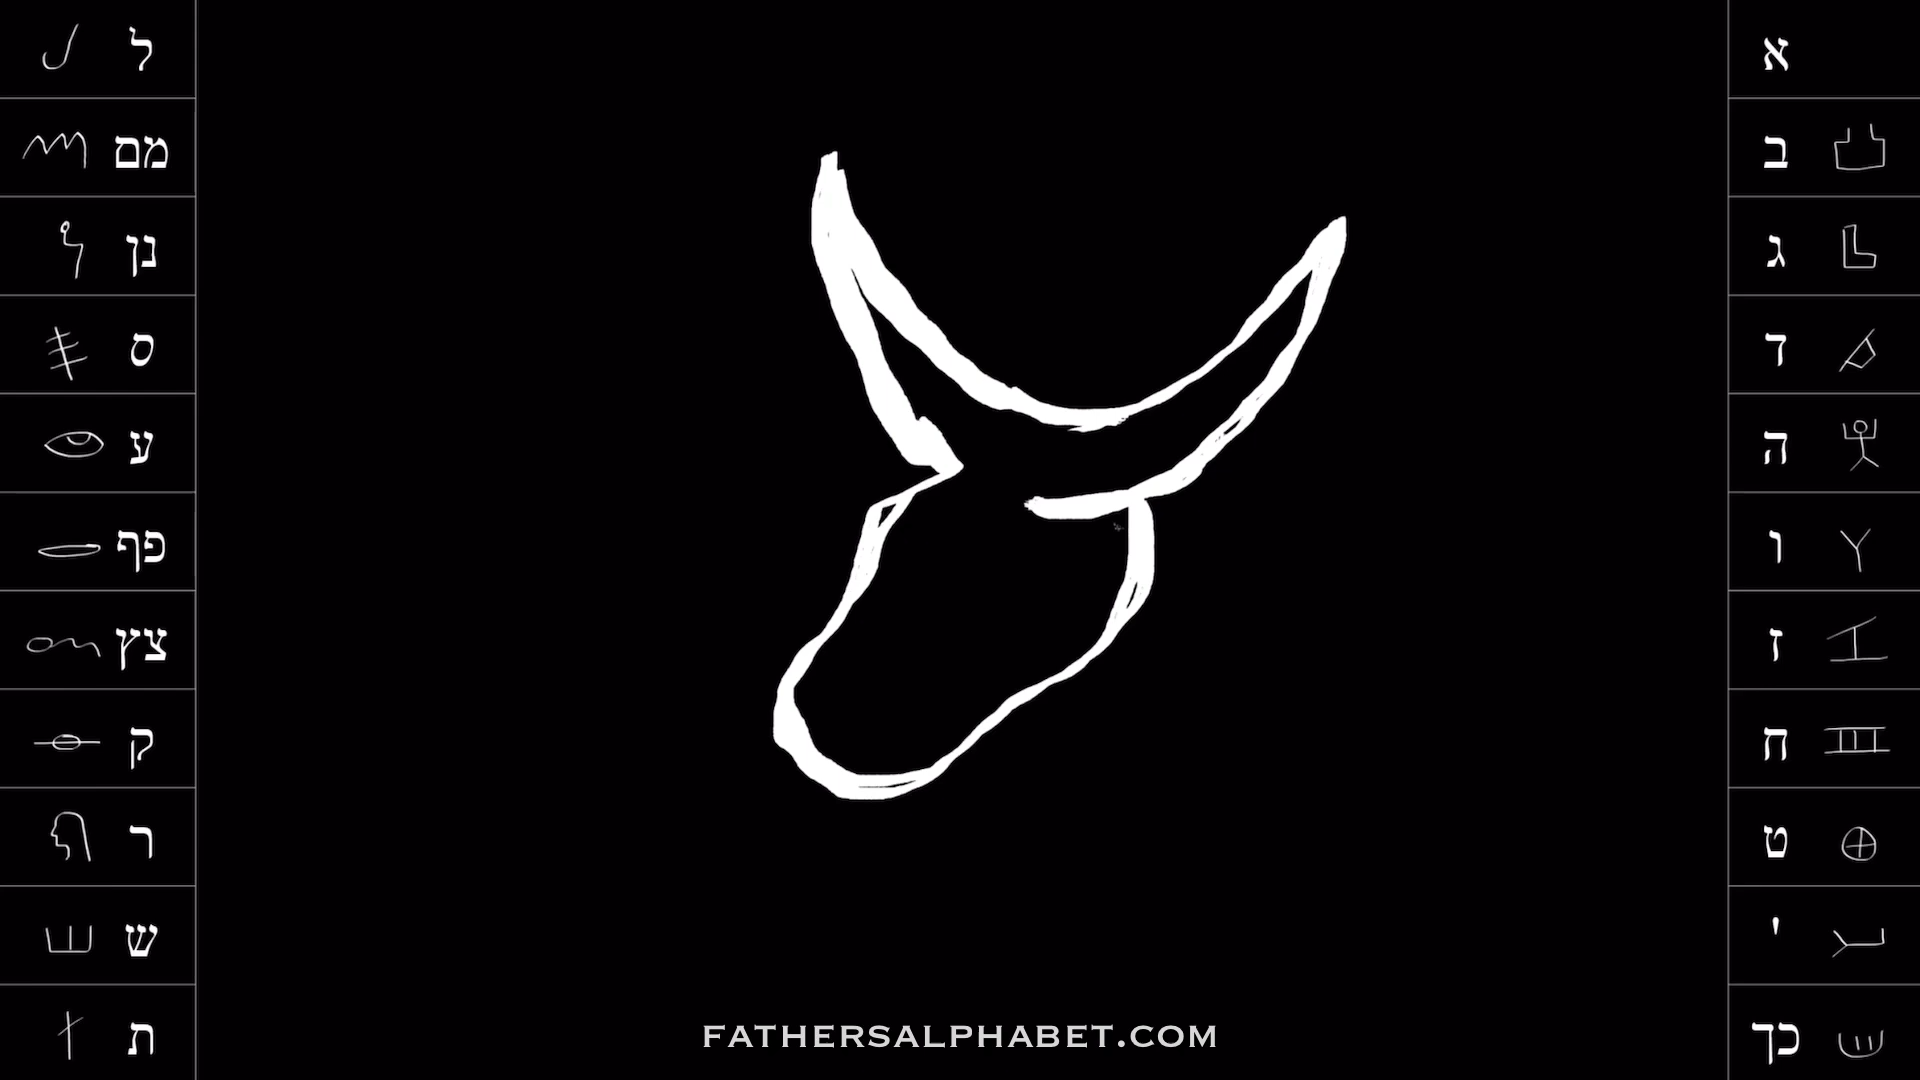 א
ב
ג
ד
ה
ו
ז
ח
ט
י
כך
ל
מם
נן
ס
ע
פף
צץ
ק
ר
ש
ת
FATHERSALPHABET.COM